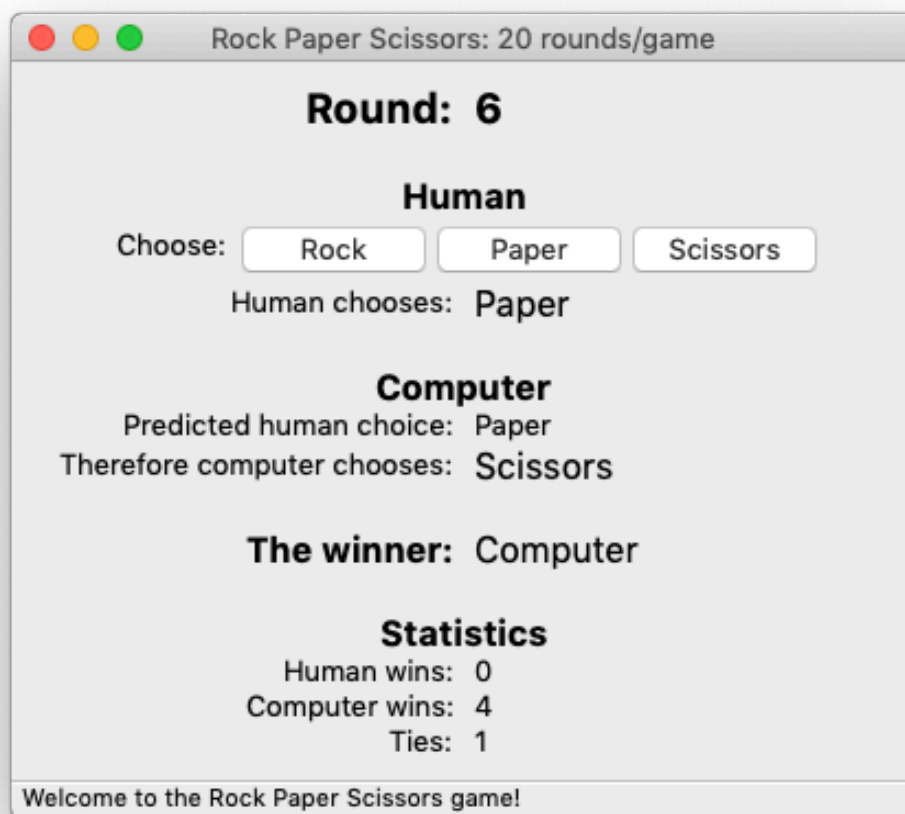 Rock Paper Scissors: 20 rounds/game
Round: 6
Human
Choose: Rock Paper Scissors
Human chooses: Paper
Computer
Predicted human choice: Paper
Therefore computer chooses: Scissors
The winner: Computer
Statistics
Human wins: 0
Computer wins: 4
Ties: 1
Welcome to the Rock Paper Scissors game!